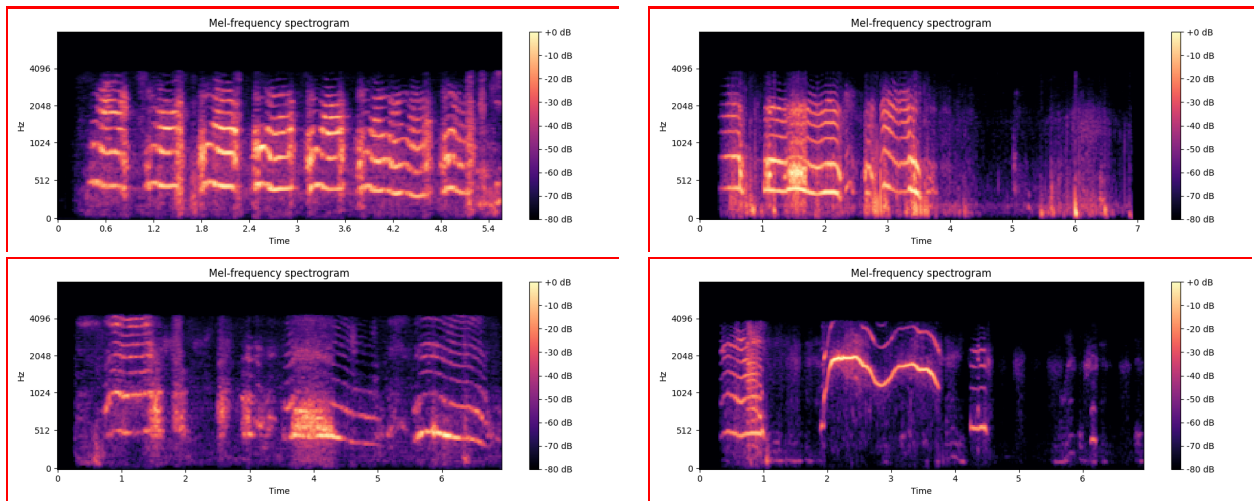 Mel-frequency spectrogram
+0 dB
-10 dB
-20 dB
-30 dB
-40 dB
-50 dB
-60 dB
-70 dB
-80 dB
4096
2048
1024
512
0
Hz
0 0.6 1.2 1.8 2.4 3 3.6 4.2 4.8 5.4
Time
Mel-frequency spectrogram
+0 dB
-10 dB
-20 dB
-30 dB
-40 dB
-50 dB
-60 dB
-70 dB
-80 dB
4096
2048
1024
512
0
Hz
0 1 2 3 4 5 6 7
Time
Mel-frequency spectrogram
+0 dB
-10 dB
-20 dB
-30 dB
-40 dB
-50 dB
-60 dB
-70 dB
-80 dB
4096
2048
1024
512
0
Hz
0 1 2 3 4 5 6
Time
Mel-frequency spectrogram
+0 dB
-10 dB
-20 dB
-30 dB
-40 dB
-50 dB
-60 dB
-70 dB
-80 dB
4096
2048
1024
512
0
Hz
0 1 2 3 4 5 6
Time